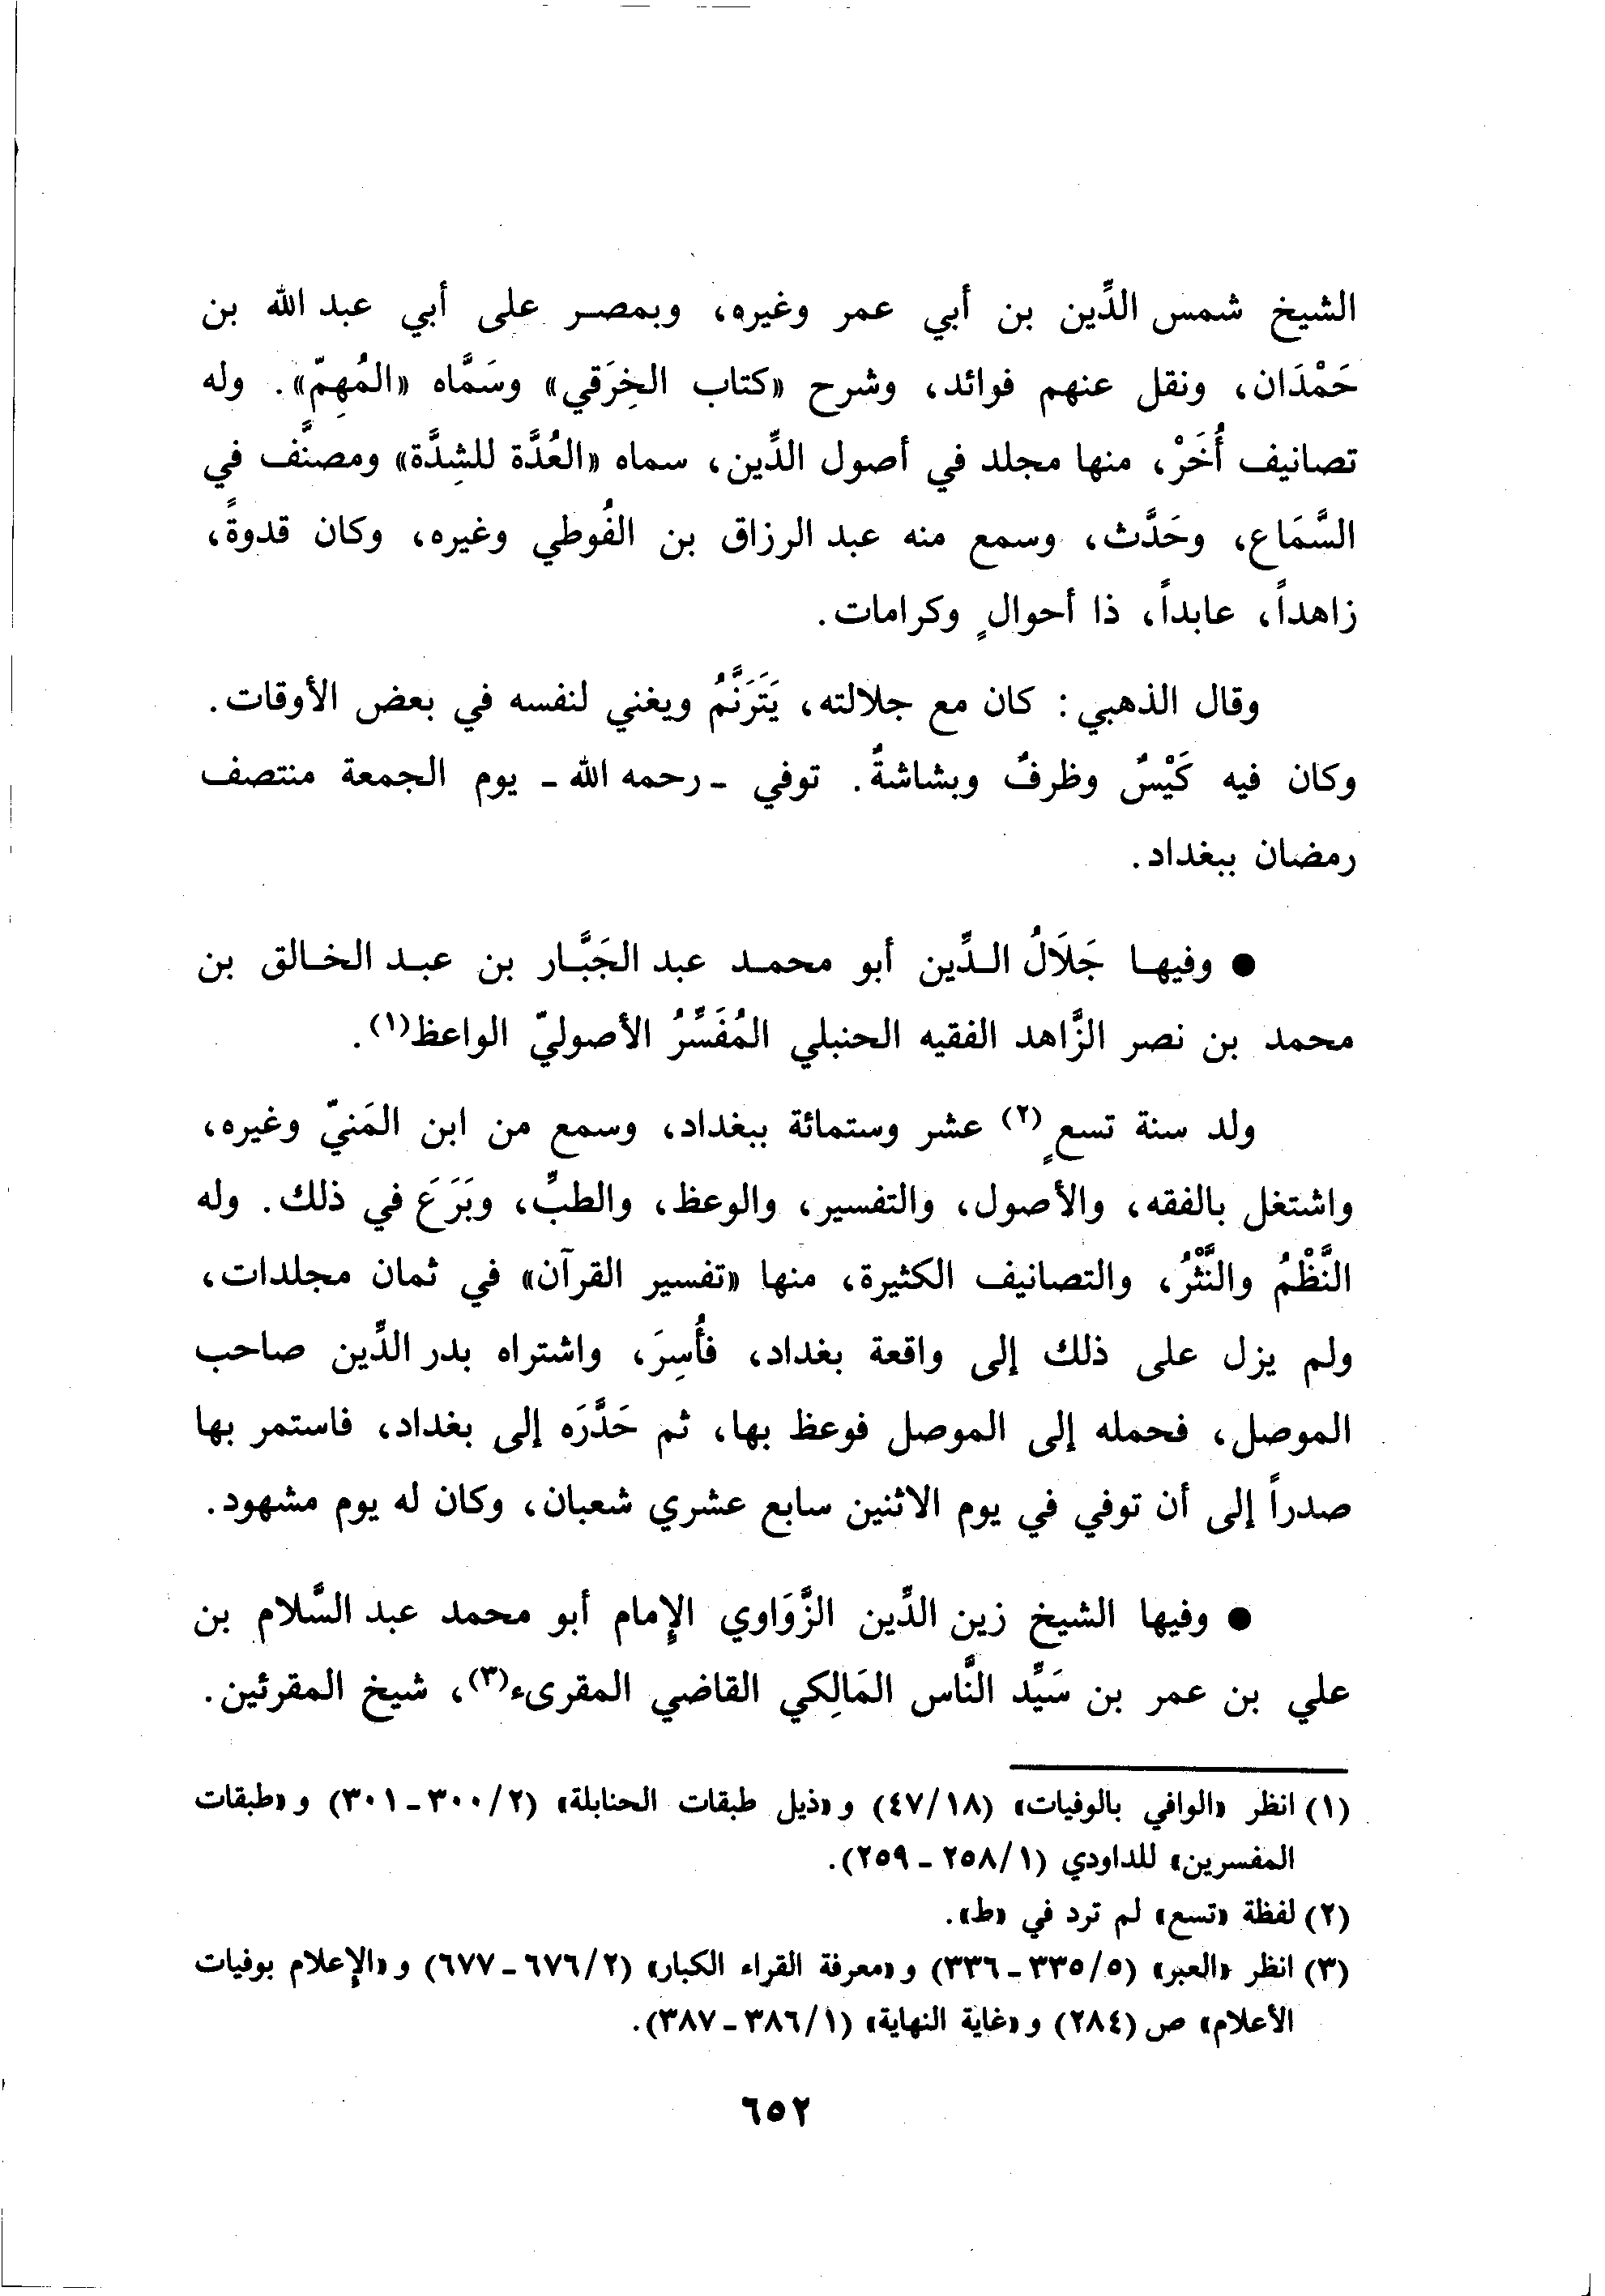 الشيخ شمس الدِّين بن أبي عمر وغيره، وبمصر على أبي عبد الله بن
حَمْدَان، ونقل عنهم فوائد، وشرح «كتاب الخِرَقي» وسَمَّاه «المُهِمّ». وله
تصانيف أُخَرْ، منها مجلد في أصول الدِّين، سماه «العُدَّة للشِدَّة» ومصنَّف في
السَّمَاع، وحَدَّث، وسمع منه عبد الرزاق بن الفُوطي وغيره، وكان قدوةً،
زاهداً، عابداً، ذا أحوالٍ وكرامات.
وقال الذهبي: كان مع جلالته، يَتَرَنَّمُ ويغني لنفسه في بعض الأوقات.
وكان فيه كَيْسٌ وظرفٌ وبشاشةٌ. توفي - رحمه الله - يوم الجمعة منتصف
رمضان ببغداد.
● وفيها جَلَالُ الدِّين أبو محمد عبد الجَبَّار بن عبد الخالق بن
محمد بن نصر الزَّاهد الفقيه الحنبلي المُفَسِّرُ الأصوليّ الواعظ(١).
ولد سنة تسعٍ(٢) عشر وستمائة ببغداد، وسمع من ابن المَنيّ وغيره،
واشتغل بالفقه، والأصول، والتفسير، والوعظ، والطبِّ، وبَرَعَ في ذلك. وله
النَّظْمُ والنَّثْرُ، والتصانيف الكثيرة، منها «تفسير القرآن» في ثمان مجلدات،
ولم يزل على ذلك إلى واقعة بغداد، فأُسِرَ، واشتراه بدر الدِّين صاحب
الموصل، فحمله إلى الموصل فوعظ بها، ثم حَدَّرَه إلى بغداد، فاستمر بها
صدراً إلى أن توفي في يوم الاثنين سابع عشري شعبان، وكان له يوم مشهود.
● وفيها الشيخ زين الدِّين الزَّوَاوي الإمام أبو محمد عبد السَّلام بن
علي بن عمر بن سَيِّد النَّاس المَالِكي القاضي المقرىء(٣)، شيخ المقرئين.
(١) انظر «الوافي بالوفيات» (٤٧/١٨) و«ذيل طبقات الحنابلة» (٣٠٠/٢ - ٣٠١) و«طبقات
المفسرين» للداودي (٢٥٨/١ - ٢٥٩).
(٢) لفظة «تسع» لم ترد في «ط».
(٣) انظر «العبر» (٣٣٥/٥ - ٣٣٦) و«معرفة القراء الكبار» (٦٧٦/٢ - ٦٧٧) و«الإعلام بوفيات
الأعلام» ص (٢٨٤) و«غاية النهاية» (٣٨٦/١ - ٣٨٧).
٦٥٢